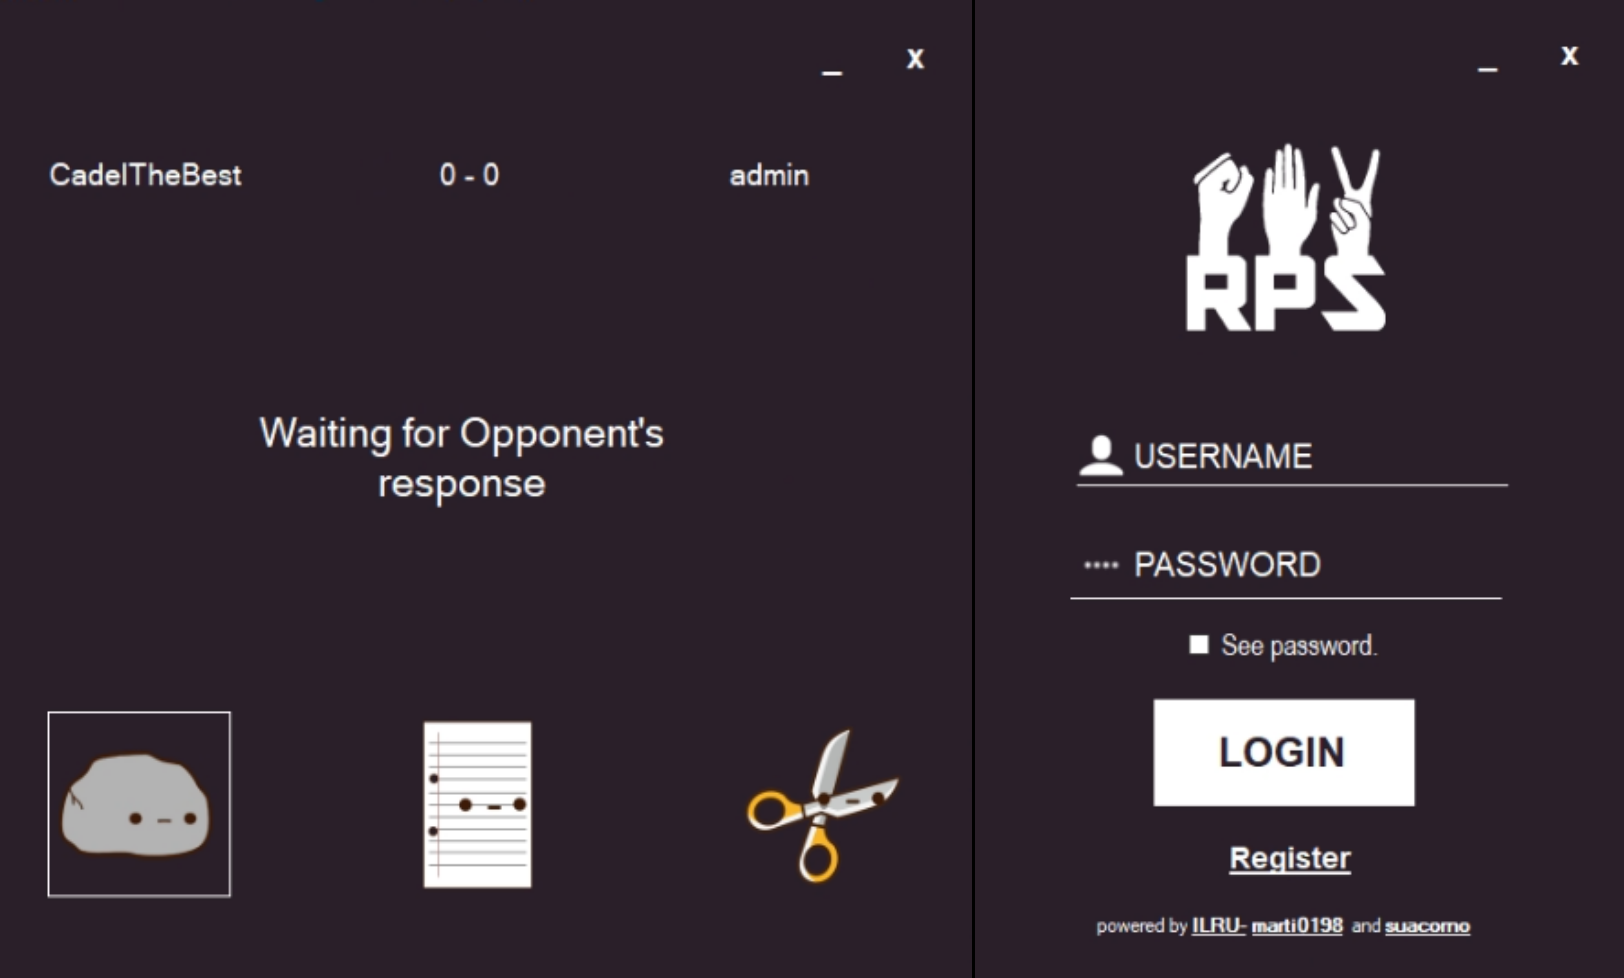 _ X
CadelTheBest 0 - 0 admin
Waiting for Opponent's
response
_ X
RPS
USERNAME
PASSWORD
See password.
LOGIN
Register
powered by ILRU- marti0198 and suacorno